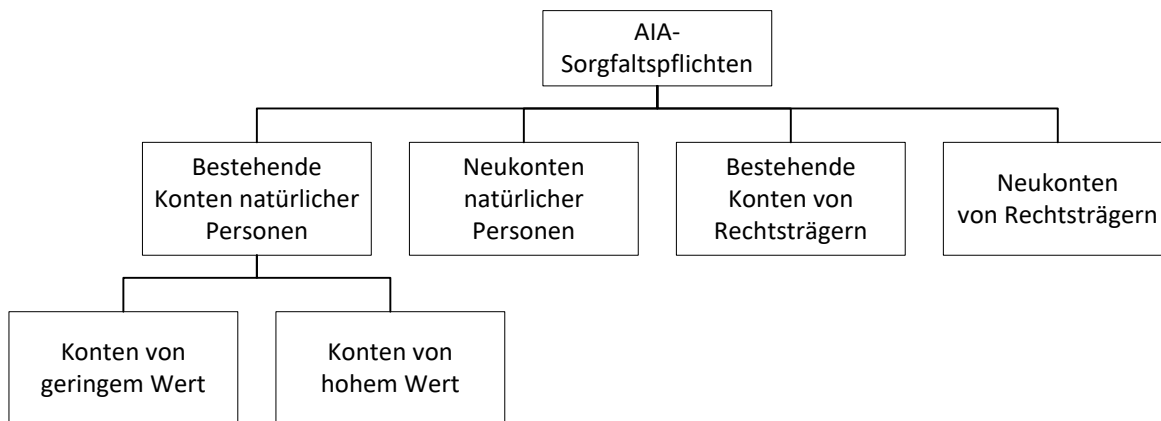 AIA-
Sorgfaltspflichten
Bestehende
Konten natürlicher
Personen
Neukonten
natürlicher
Personen
Bestehende
Konten von
Rechtsträgern
Neukonten
von Rechtsträgern
Konten von
geringem Wert
Konten von
hohem Wert